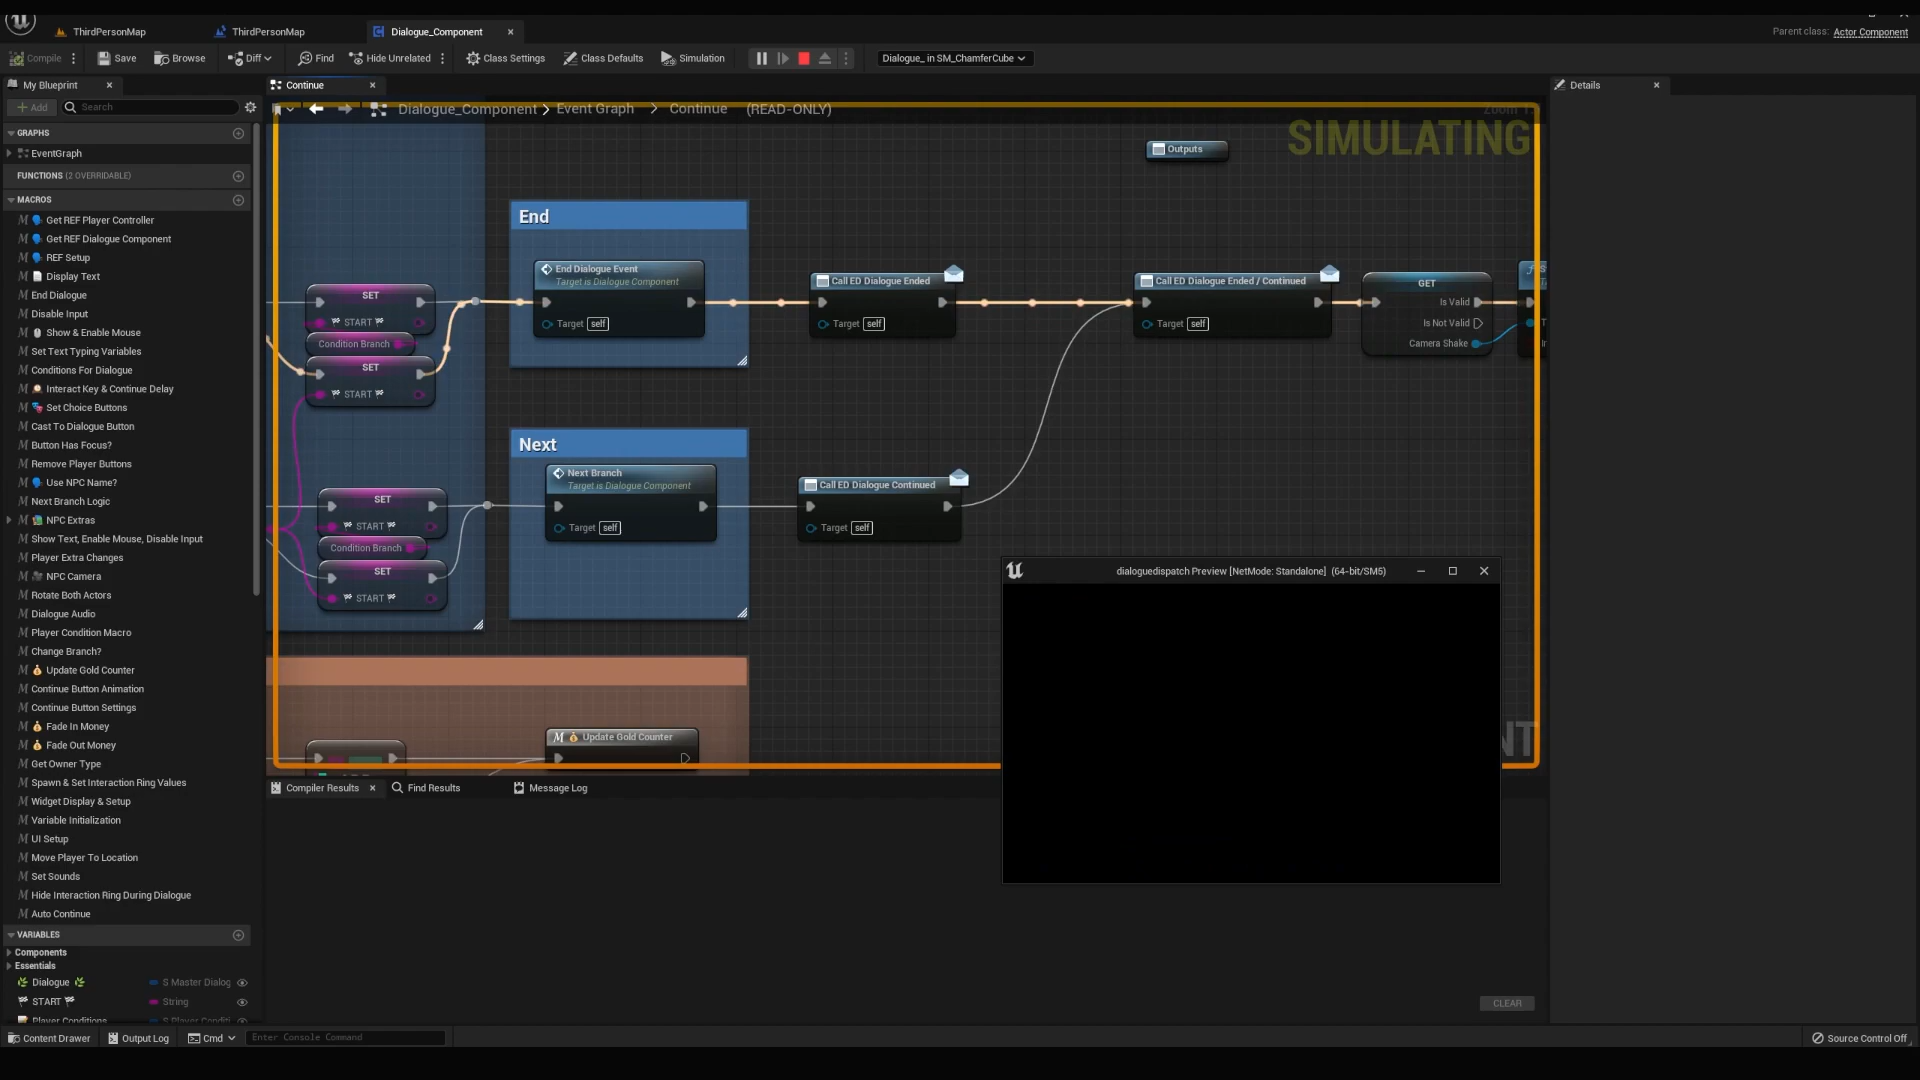 ThirdPersonMap
ThirdPersonMap
Dialogue_Component
Parent class: Actor Component
Compile
Save
Browse
Diff
Find
Hide Unrelated
Class Settings
Class Defaults
Simulation
Dialogue_ in SM_ChamferCube
My Blueprint
Continue
Details
Add
Search
Dialogue_Component > Event Graph > Continue (READ-ONLY)
SIMULATING
GRAPHS
EventGraph
FUNCTIONS (2 OVERRIDABLE)
MACROS
Get REF Player Controller
Get REF Dialogue Component
REF Setup
Display Text
End Dialogue
Disable Input
Show & Enable Mouse
Set Text Typing Variables
Conditions For Dialogue
Interact Key & Continue Delay
Set Choice Buttons
Cast To Dialogue Button
Button Has Focus?
Remove Player Buttons
Use NPC Name?
Next Branch Logic
NPC Extras
Show Text, Enable Mouse, Disable Input
Player Extra Changes
NPC Camera
Rotate Both Actors
Dialogue Audio
Player Condition Macro
Change Branch?
Update Gold Counter
Continue Button Animation
Continue Button Settings
Fade In Money
Fade Out Money
Get Owner Type
Spawn & Set Interaction Ring Values
Widget Display & Setup
Variable Initialization
UI Setup
Move Player To Location
Set Sounds
Hide Interaction Ring During Dialogue
Auto Continue
VARIABLES
Components
Essentials
Dialogue
S Master Dialog
START
String
Player Conditions
S Player Conditi
Outputs
SET
START
Condition Branch
SET
START
End
End Dialogue Event
Target is Dialogue Component
Target self
Call ED Dialogue Ended
Target self
Call ED Dialogue Ended / Continued
Target self
GET
Is Valid
Is Not Valid
Camera Shake
SET
START
Condition Branch
SET
START
Next
Next Branch
Target is Dialogue Component
Target self
Call ED Dialogue Continued
Target self
Update Gold Counter
dialoguedispatch Preview [NetMode: Standalone] (64-bit/SM5)
Compiler Results
Find Results
Message Log
CLEAR
Content Drawer
Output Log
Cmd
Enter Console Command
Source Control Off